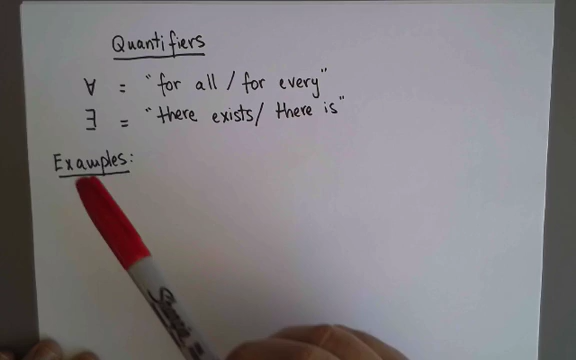 Quantifiers
∀ = "for all / for every"
∃ = "there exists / there is"
Examples:
Sharpie